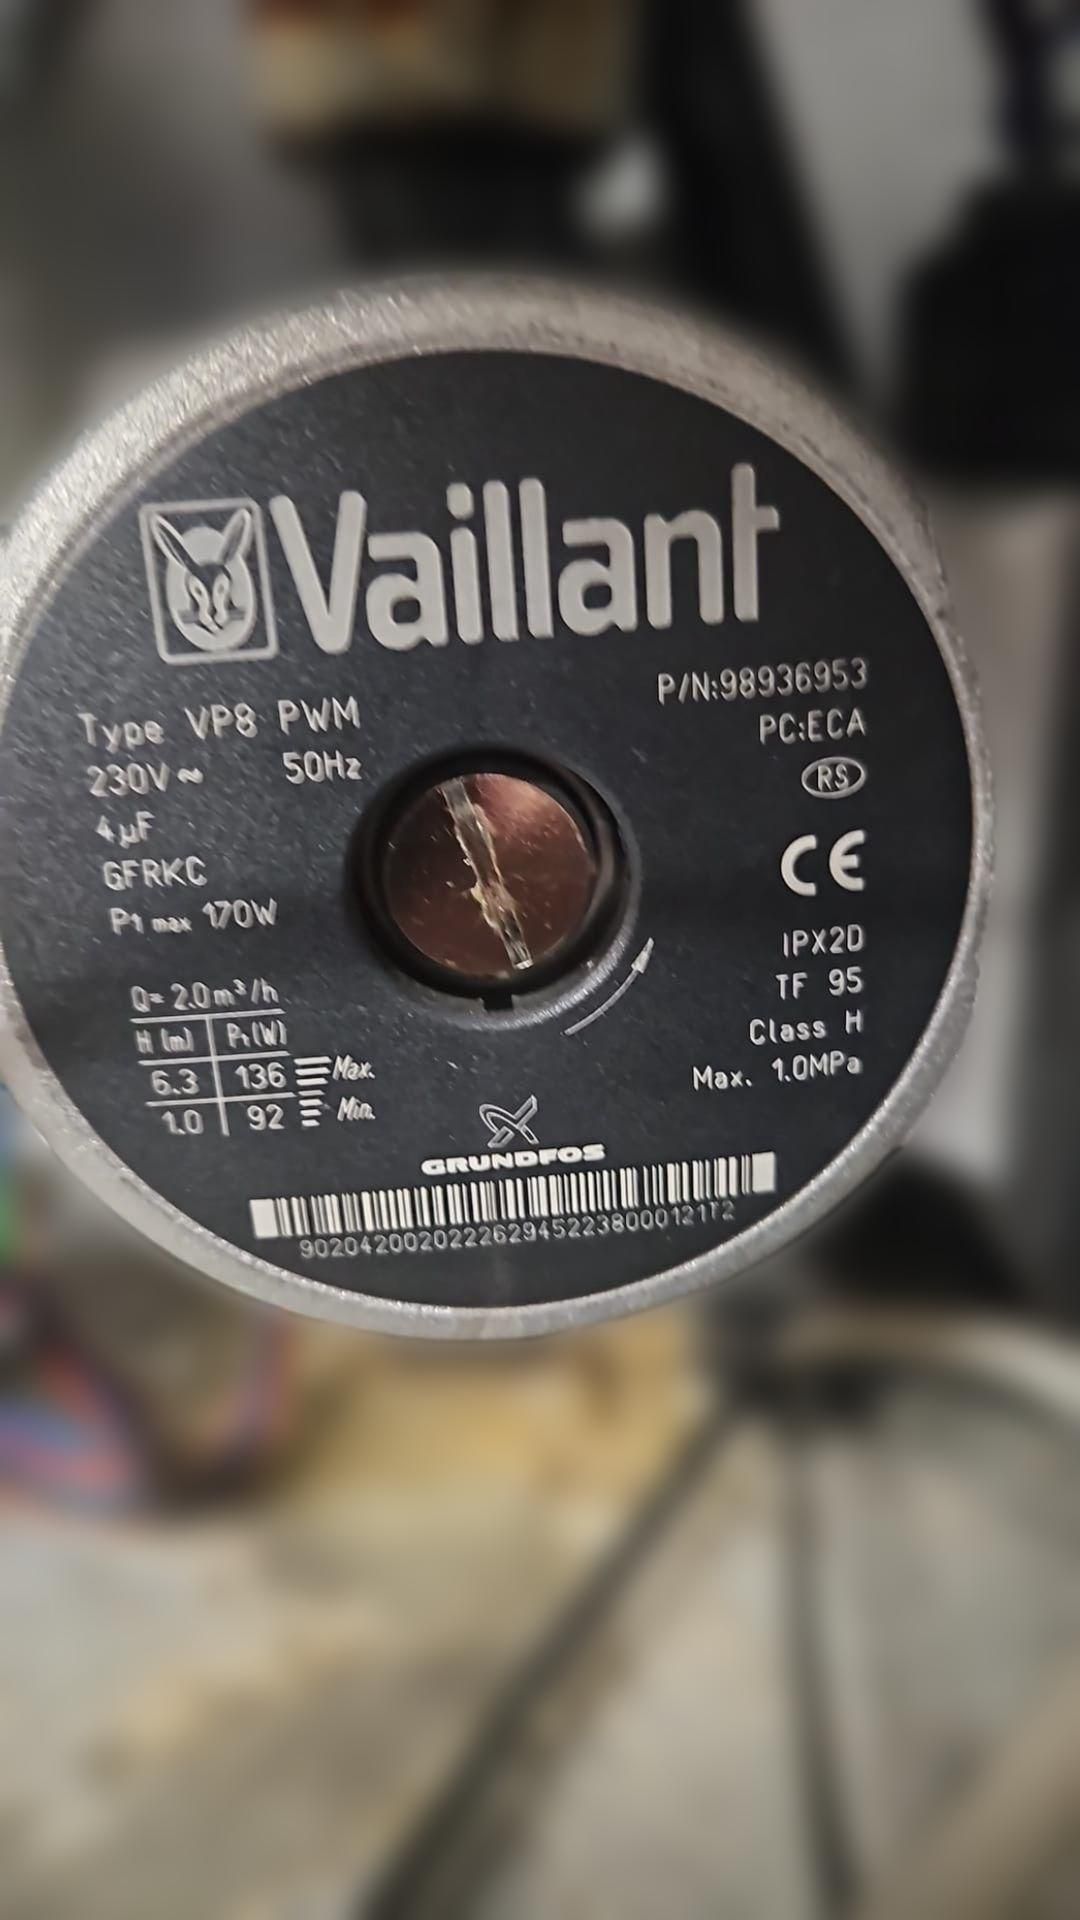 Vaillant
P/N:98936953
PC:ECA
Type VP8 PWM
230V~ 50Hz
4µF
GFRKC
P1 max 170W
RS
CE
IPX2D
TF 95
Class H
Max. 1.0MPa
Q= 2.0m³/h
H (m) P₁(W)
6.3 136 Max.
1.0 92 Min.
GRUNDFOS
9020420020222629452238000121T2